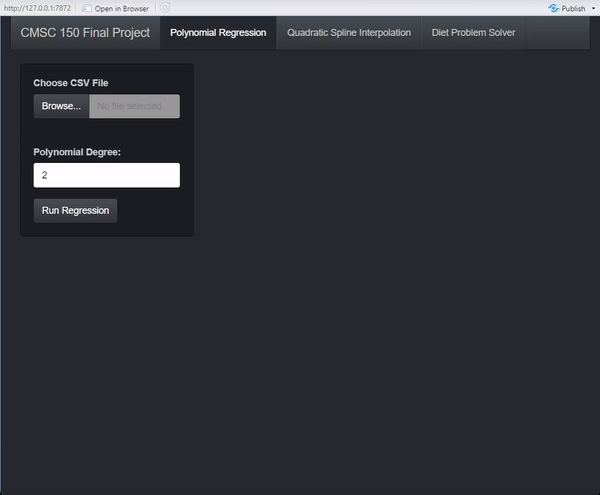 http://127.0.0.1:7872 Open in Browser Publish
CMSC 150 Final Project Polynomial Regression Quadratic Spline Interpolation Diet Problem Solver
Choose CSV File
Browse... No file selected
Polynomial Degree:
2
Run Regression